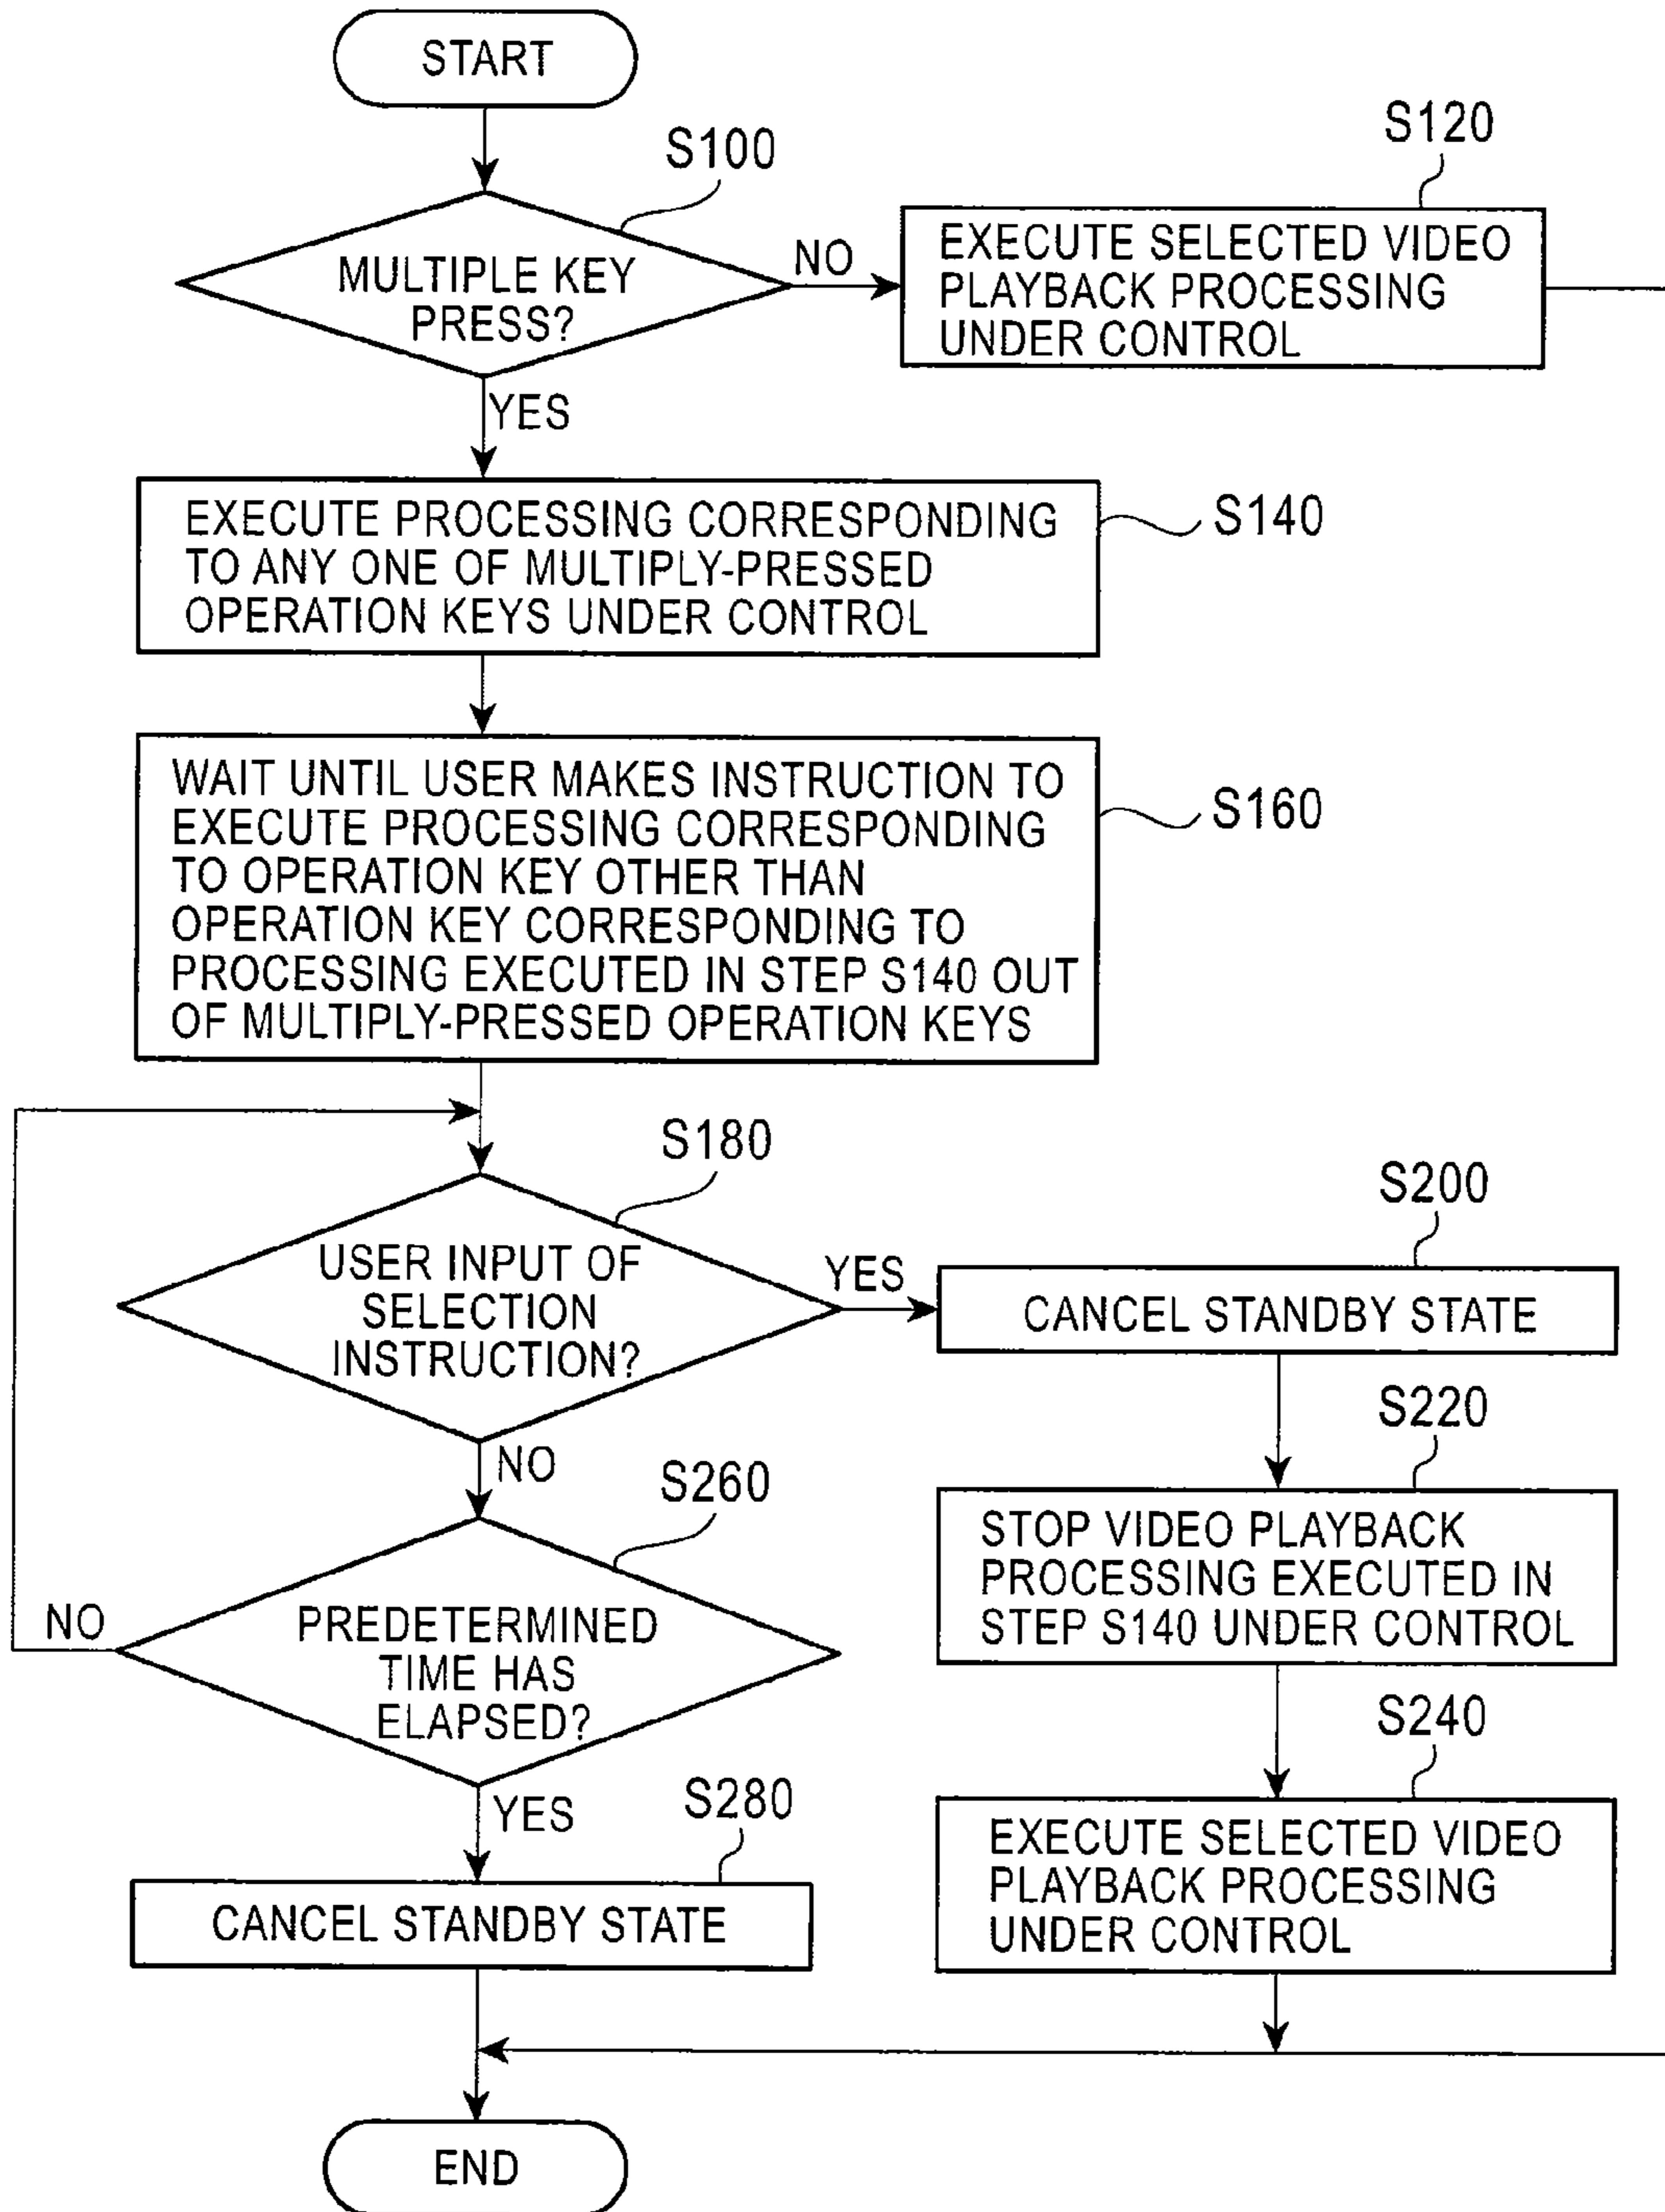 START
S100
MULTIPLE KEY
PRESS?
NO
S120
EXECUTE SELECTED VIDEO
PLAYBACK PROCESSING
UNDER CONTROL
YES
EXECUTE PROCESSING CORRESPONDING
TO ANY ONE OF MULTIPLY-PRESSED
OPERATION KEYS UNDER CONTROL
S140
WAIT UNTIL USER MAKES INSTRUCTION TO
EXECUTE PROCESSING CORRESPONDING
TO OPERATION KEY OTHER THAN
OPERATION KEY CORRESPONDING TO
PROCESSING EXECUTED IN STEP S140 OUT
OF MULTIPLY-PRESSED OPERATION KEYS
S160
S180
USER INPUT OF
SELECTION
INSTRUCTION?
YES
S200
CANCEL STANDBY STATE
S220
STOP VIDEO PLAYBACK
PROCESSING EXECUTED IN
STEP S140 UNDER CONTROL
S240
EXECUTE SELECTED VIDEO
PLAYBACK PROCESSING
UNDER CONTROL
NO
S260
PREDETERMINED
TIME HAS
ELAPSED?
NO
YES
S280
CANCEL STANDBY STATE
END